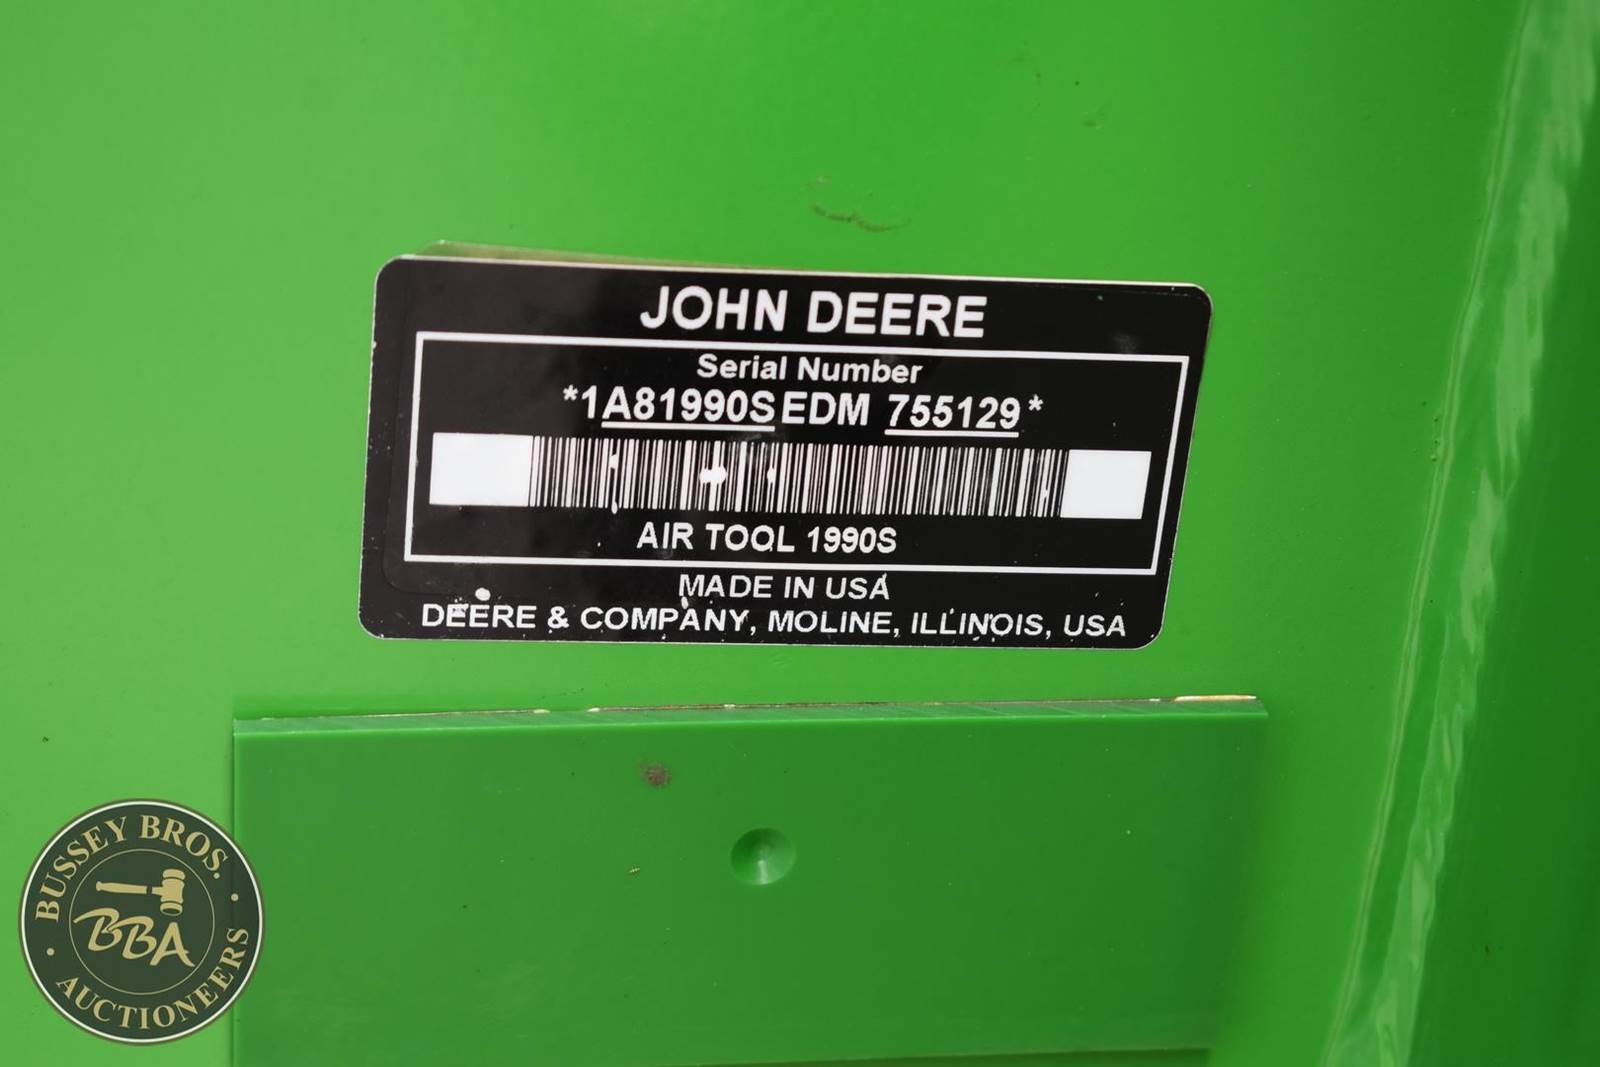 JOHN DEERE
Serial Number
*1A81990SEDM 755129*
AIR TOOL 1990S
MADE IN USA
DEERE & COMPANY, MOLINE, ILLINOIS, USA
BUSSEY BROS.
BBA
AUCTIONEERS